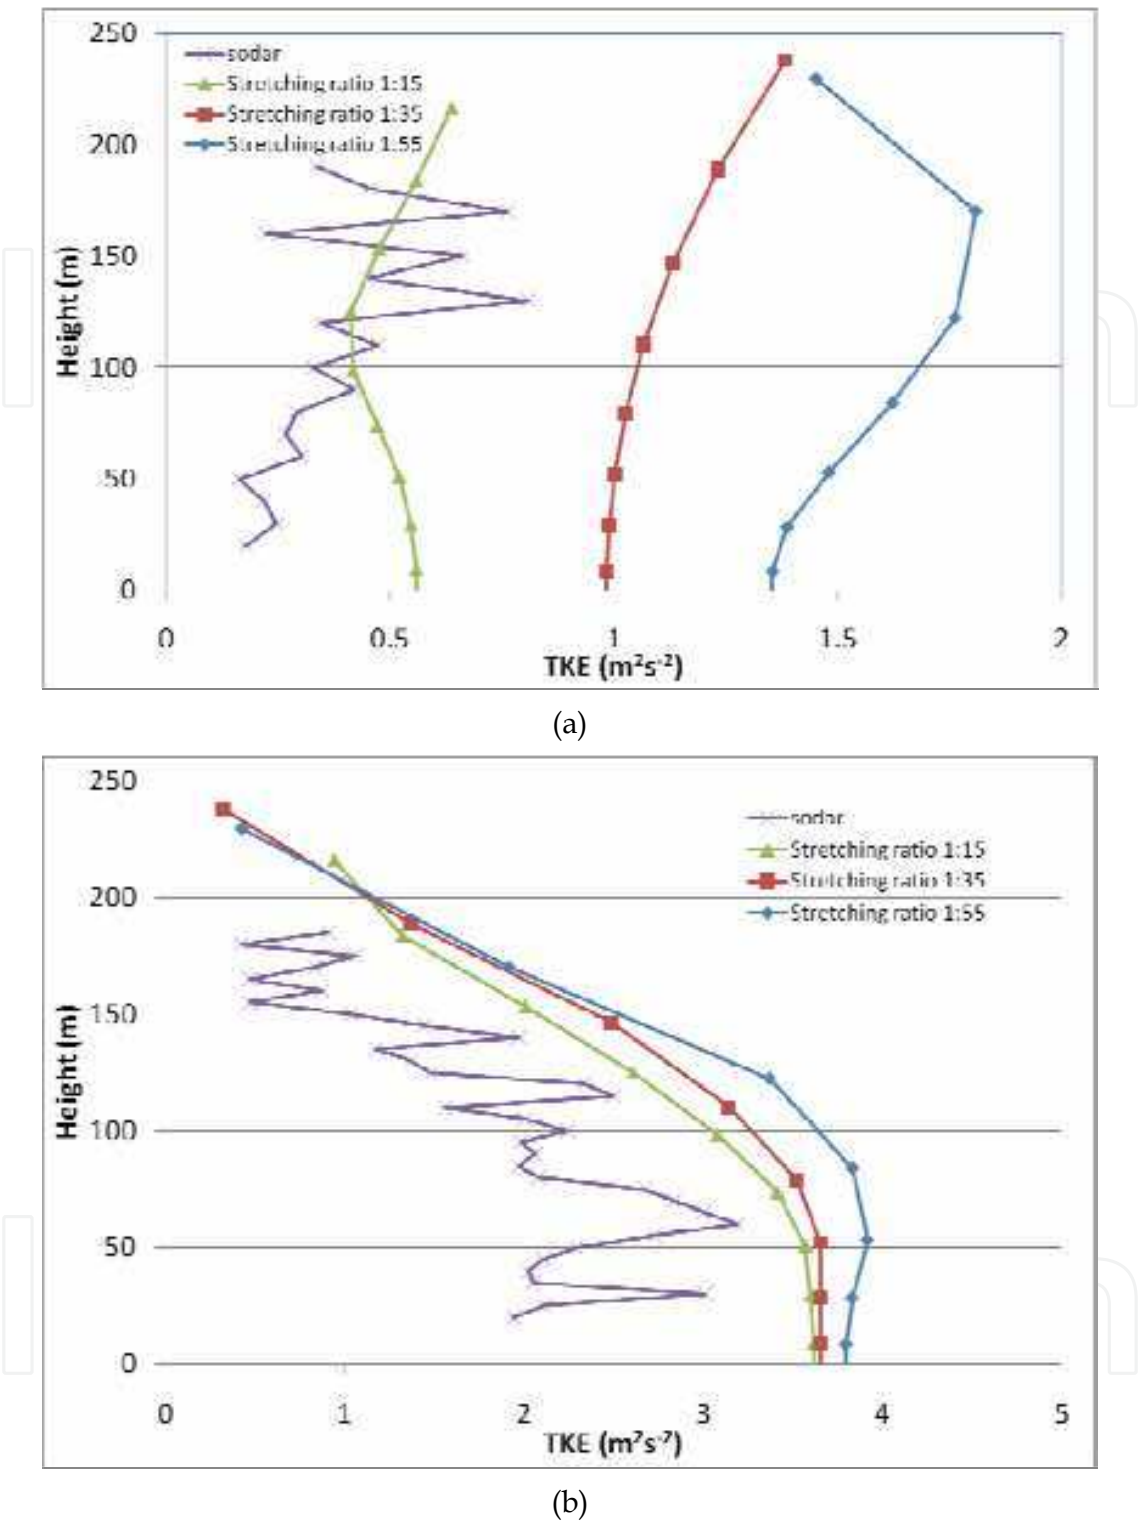 250
sodar
Stretching ratio 1:15
Stretching ratio 1:35
Stretching ratio 1:55
200
150
Height (m)
100
50
0
0 0.5 1 1.5 2
TKE (m²s⁻²)
(a)
250
sodar
Stretching ratio 1:15
Stretching ratio 1:35
Stretching ratio 1:55
200
150
Height (m)
100
50
0
0 1 2 3 4 5
TKE (m²s⁻²)
(b)